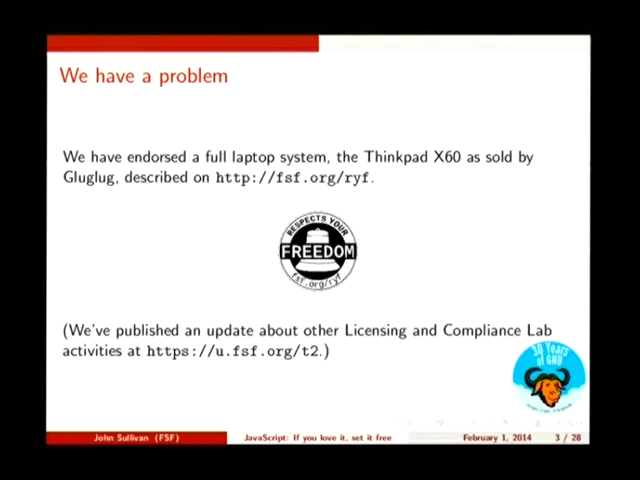 We have a problem
We have endorsed a full laptop system, the Thinkpad X60 as sold by
Gluglug, described on http://fsf.org/ryf.
RESPECTS YOUR
FREEDOM
fsf.org/ryf
(We've published an update about other Licensing and Compliance Lab
activities at https://u.fsf.org/t2.)
30 Years
of GNU
John Sullivan (FSF)
JavaScript: If you love it, set it free
February 1, 2014
3 / 28